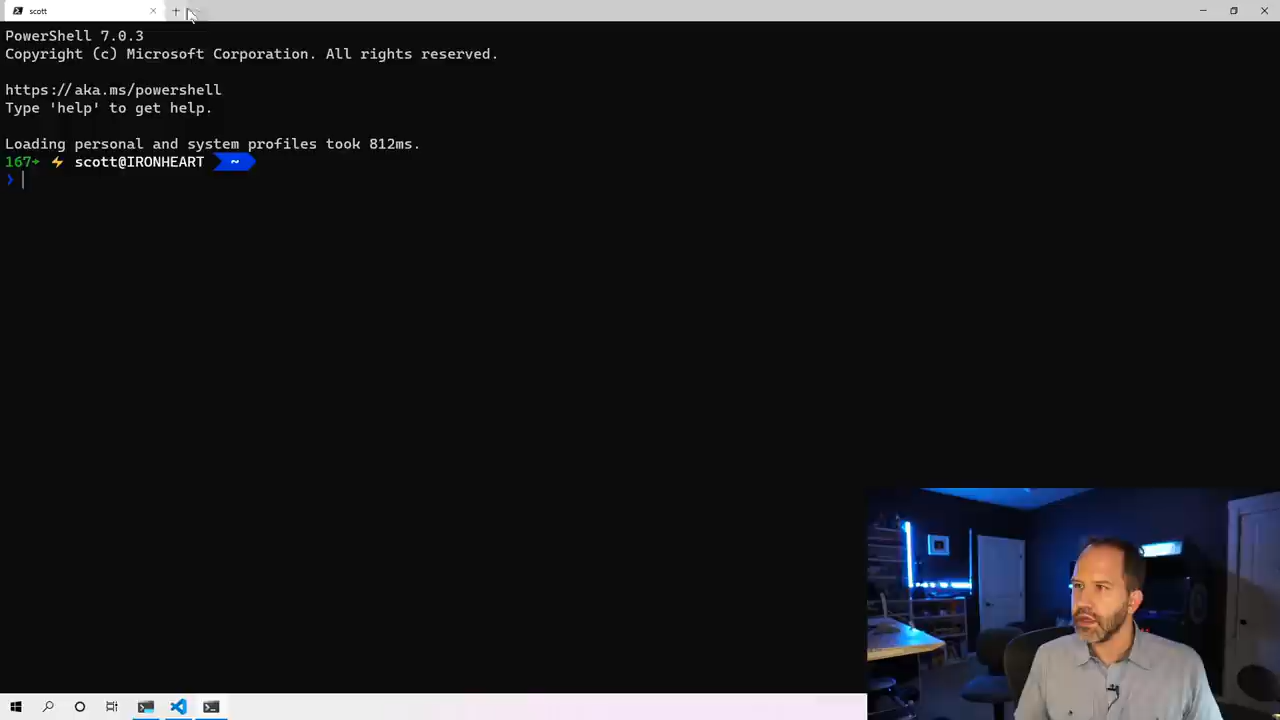 scott
PowerShell 7.0.3
Copyright (c) Microsoft Corporation. All rights reserved.
https://aka.ms/powershell
Type 'help' to get help.
Loading personal and system profiles took 812ms.
167→ ⚡ scott@IRONHEART ~
❯